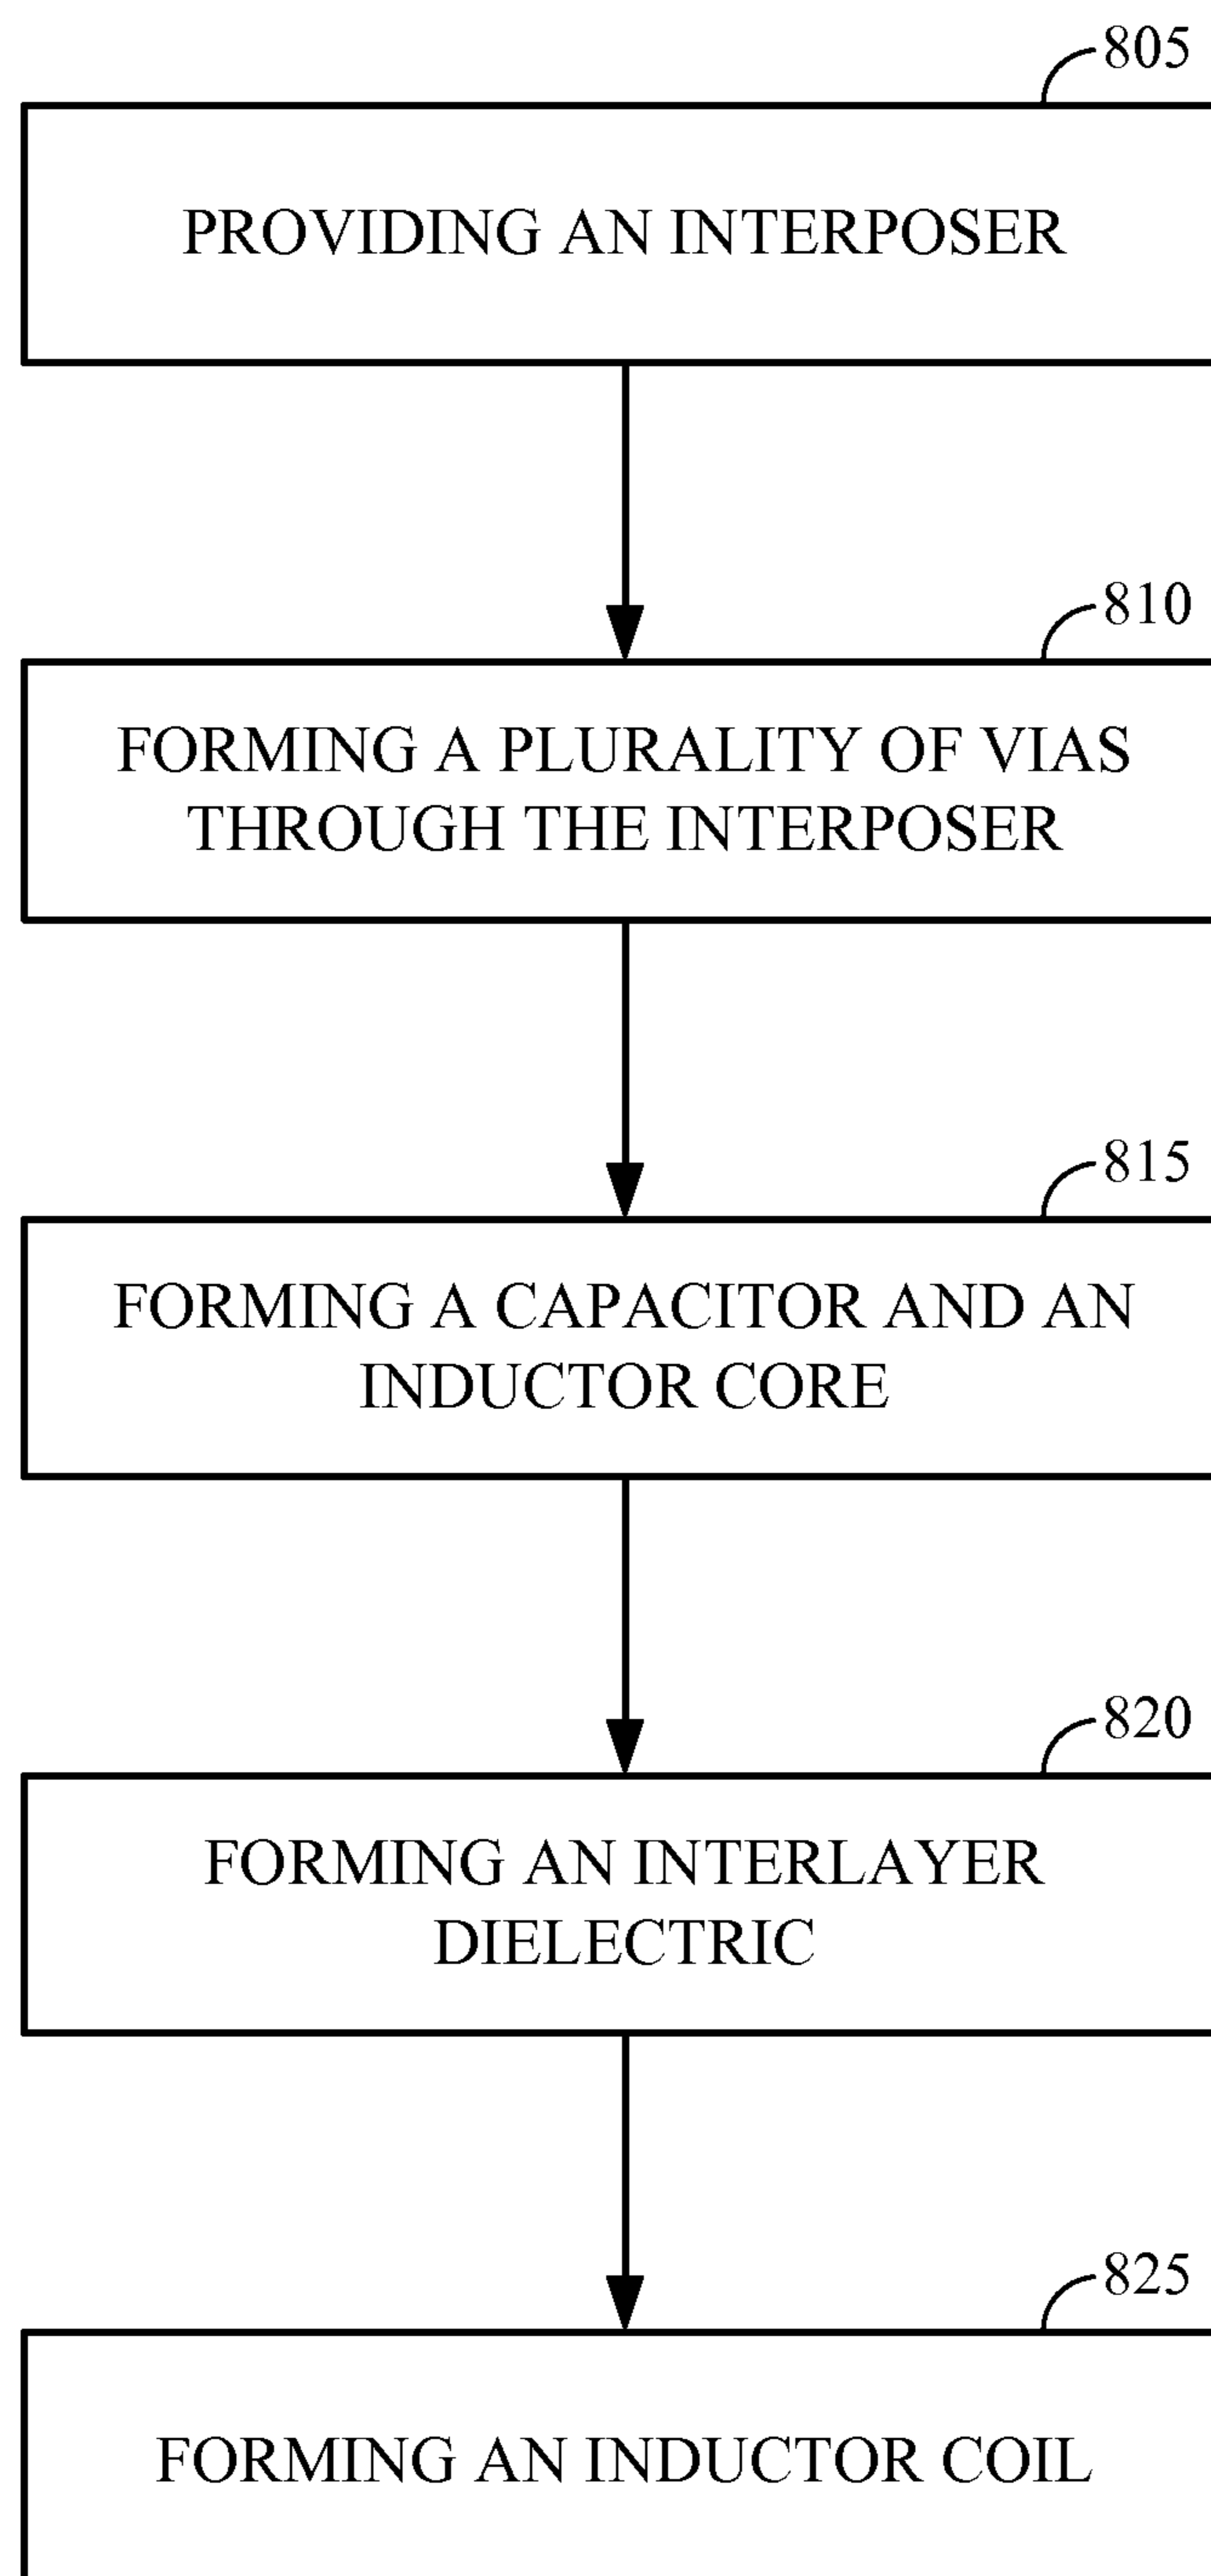 805
PROVIDING AN INTERPOSER
810
FORMING A PLURALITY OF VIAS
THROUGH THE INTERPOSER
815
FORMING A CAPACITOR AND AN
INDUCTOR CORE
820
FORMING AN INTERLAYER
DIELECTRIC
825
FORMING AN INDUCTOR COIL